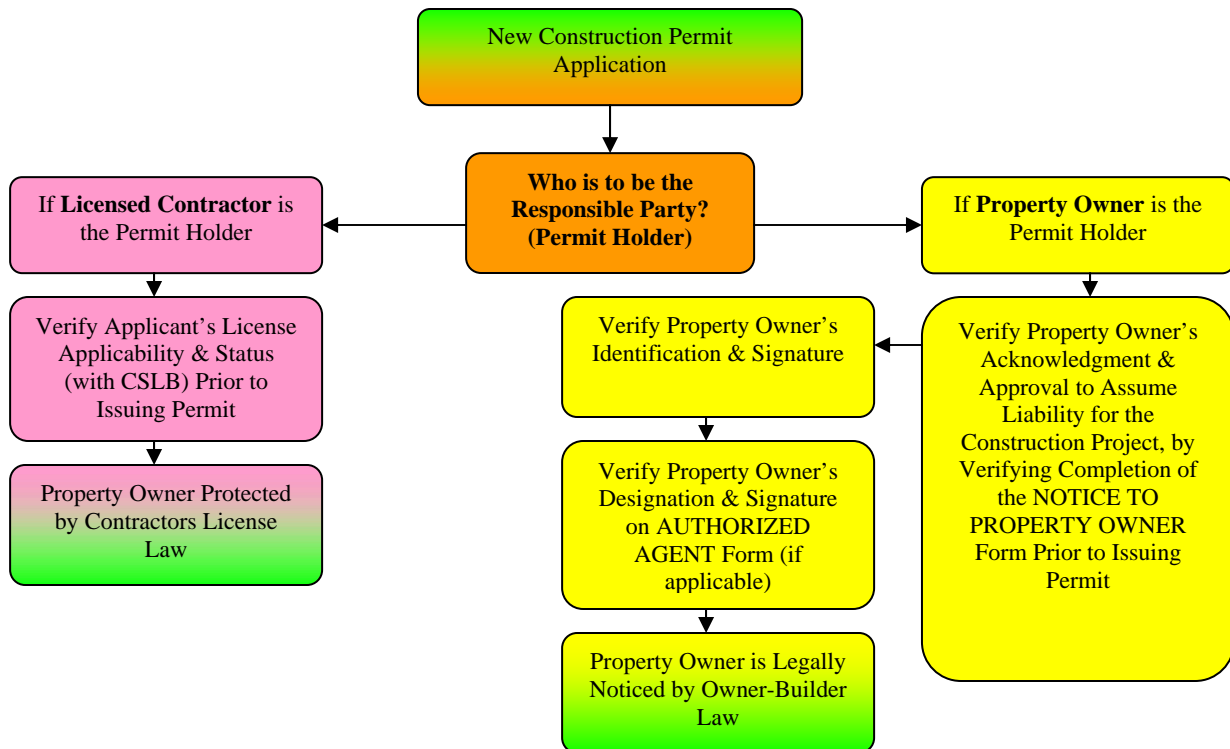 New Construction Permit
Application
Who is to be the
Responsible Party?
(Permit Holder)
If Licensed Contractor is
the Permit Holder
Verify Applicant’s License
Applicability & Status
(with CSLB) Prior to
Issuing Permit
Property Owner Protected
by Contractors License
Law
If Property Owner is the
Permit Holder
Verify Property Owner’s
Acknowledgment &
Approval to Assume
Liability for the
Construction Project, by
Verifying Completion of
the NOTICE TO
PROPERTY OWNER
Form Prior to Issuing
Permit
Verify Property Owner’s
Identification & Signature
Verify Property Owner’s
Designation & Signature
on AUTHORIZED
AGENT Form (if
applicable)
Property Owner is Legally
Noticed by Owner-Builder
Law